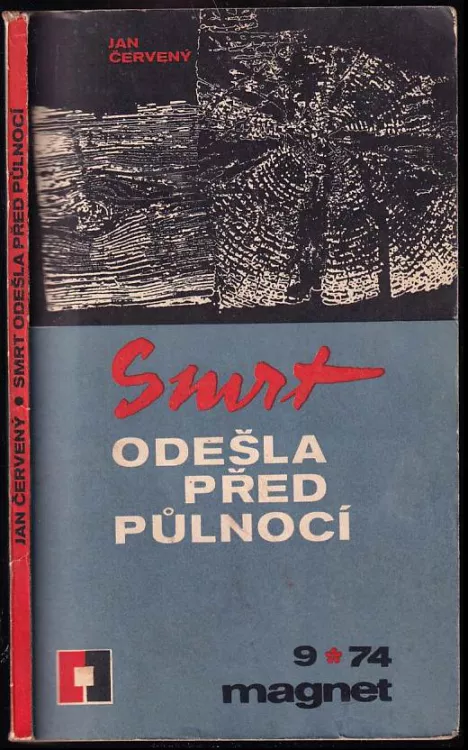 JAN
ČERVENÝ
Smrt
ODEŠLA
PŘED
PŮLNOCÍ
9 * 74
magnet
JAN ČERVENÝ ● SMRT ODEŠLA PŘED PŮLNOCÍ